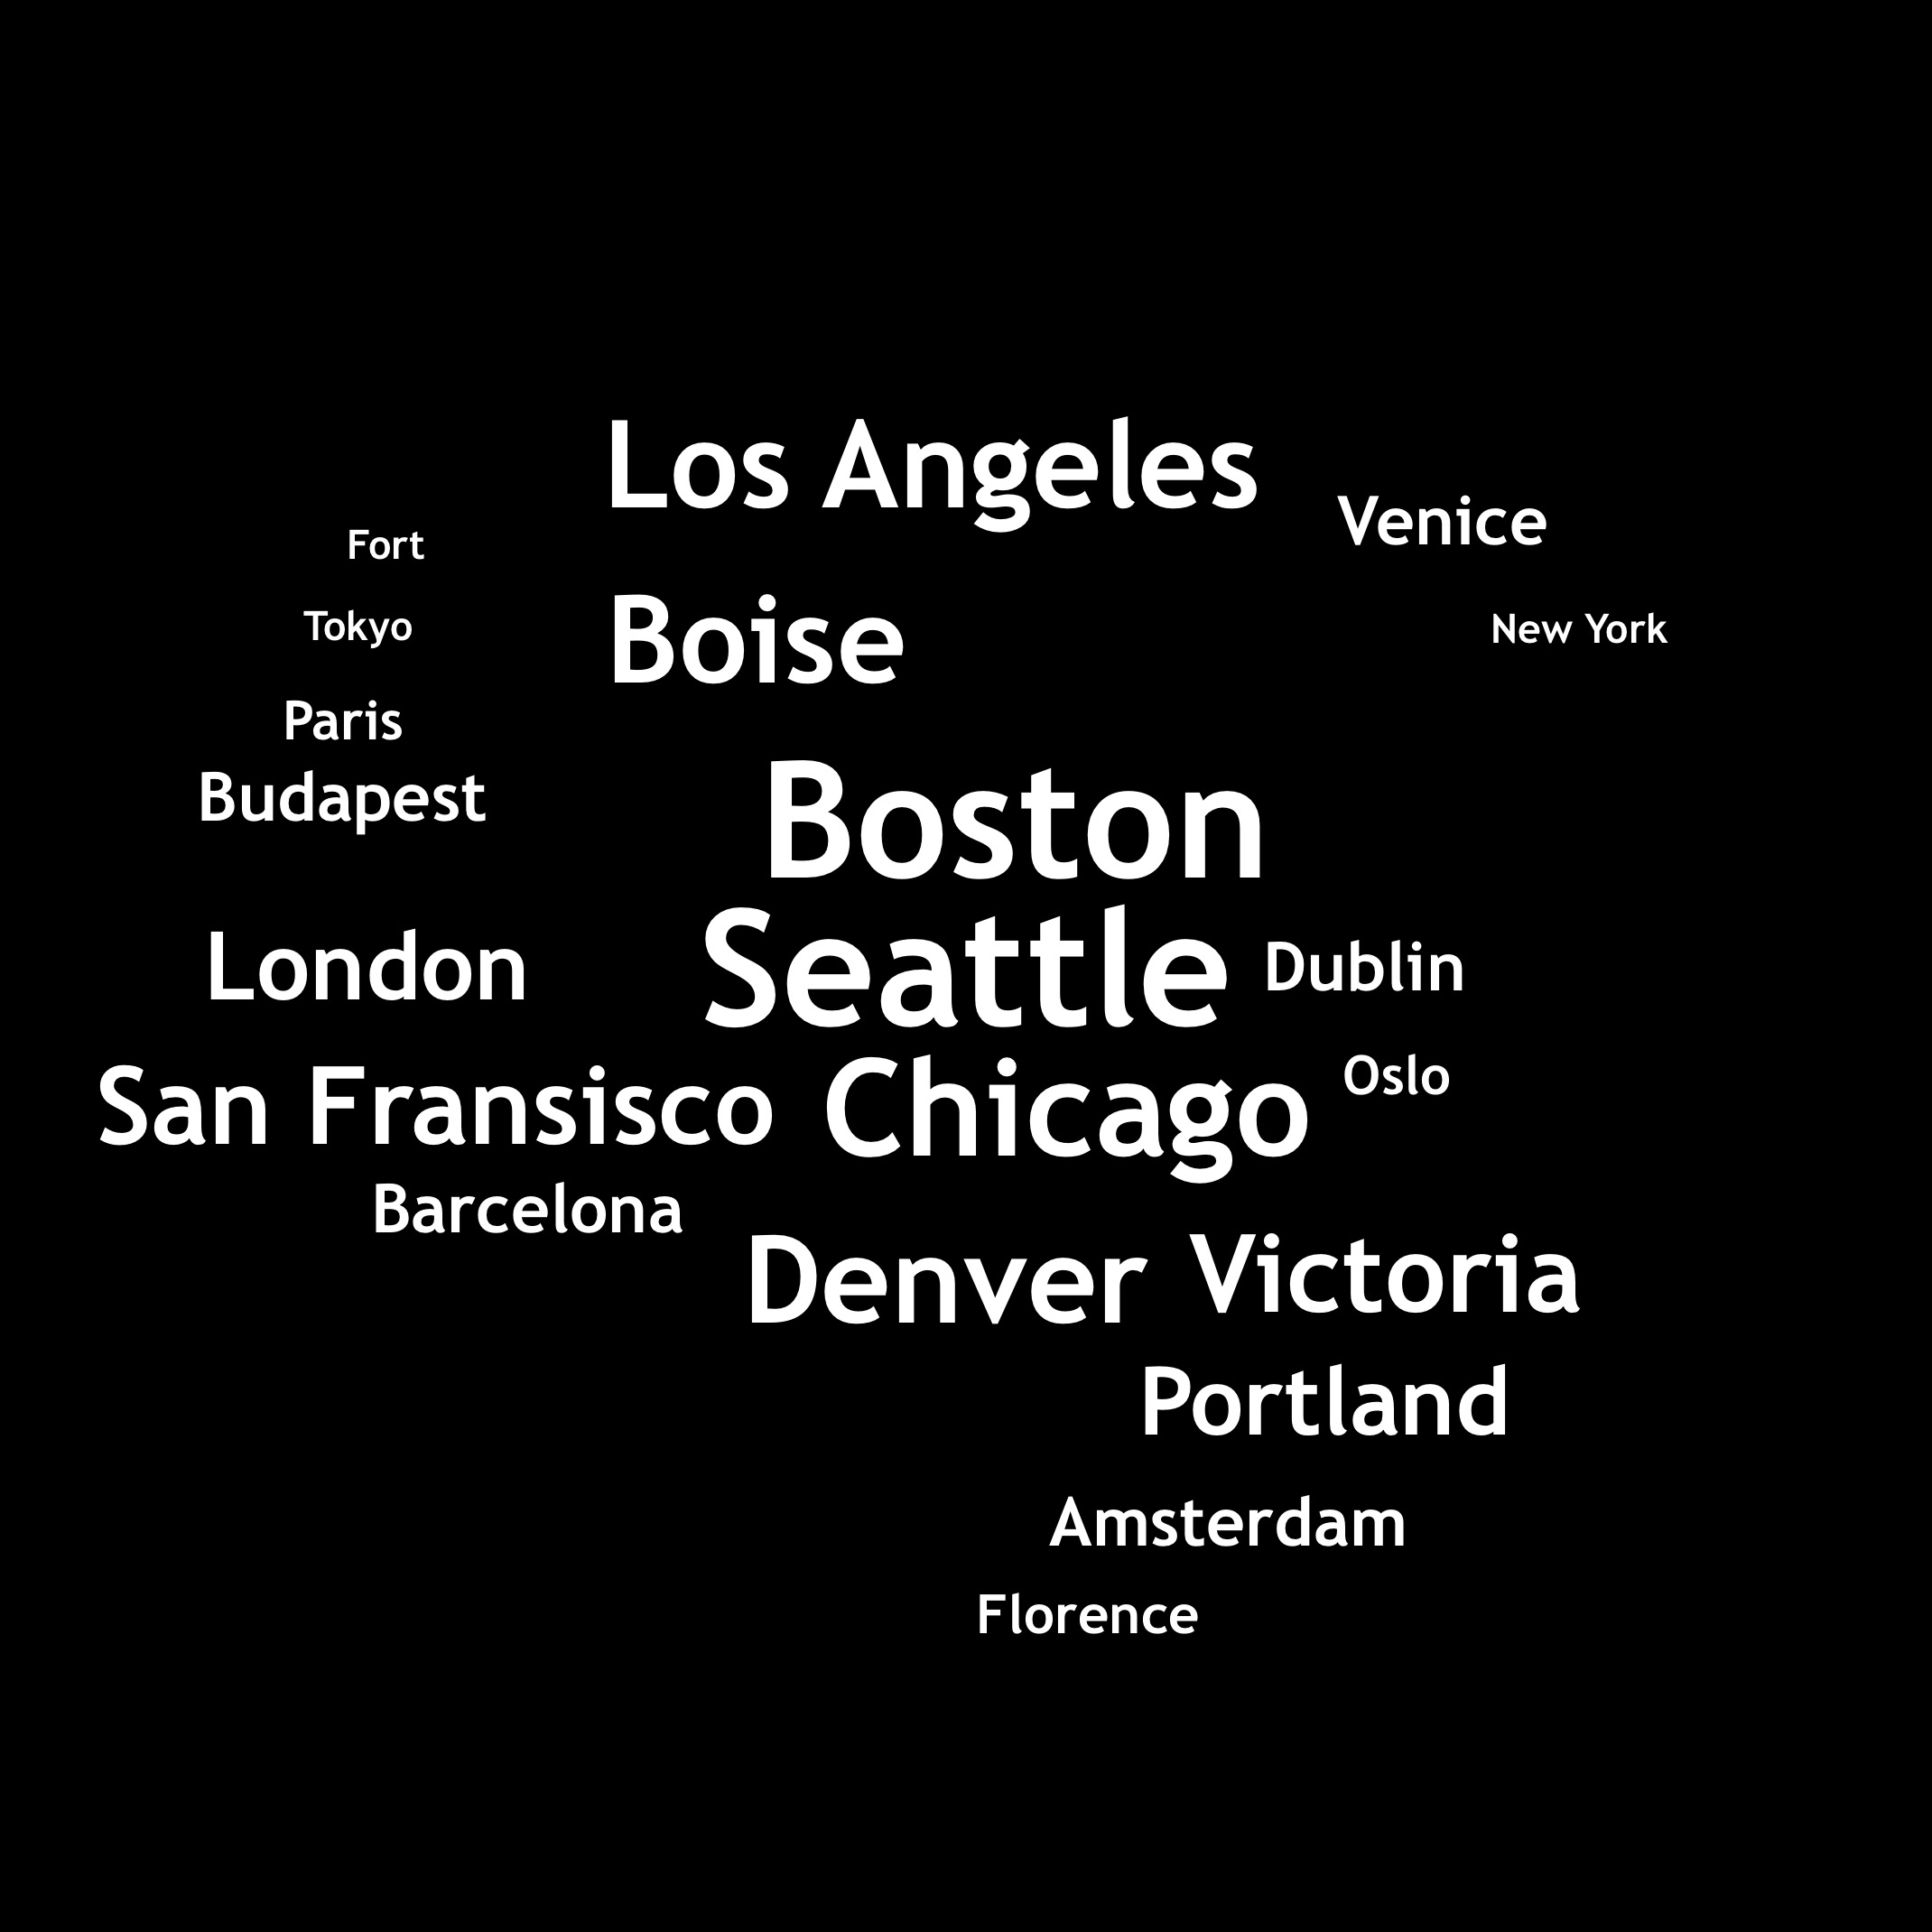 Los Angeles
Venice
Fort
Tokyo
Boise
New York
Paris
Budapest
Boston
London
Seattle
Dublin
San Fransisco
Chicago
Oslo
Barcelona
Denver
Victoria
Portland
Amsterdam
Florence